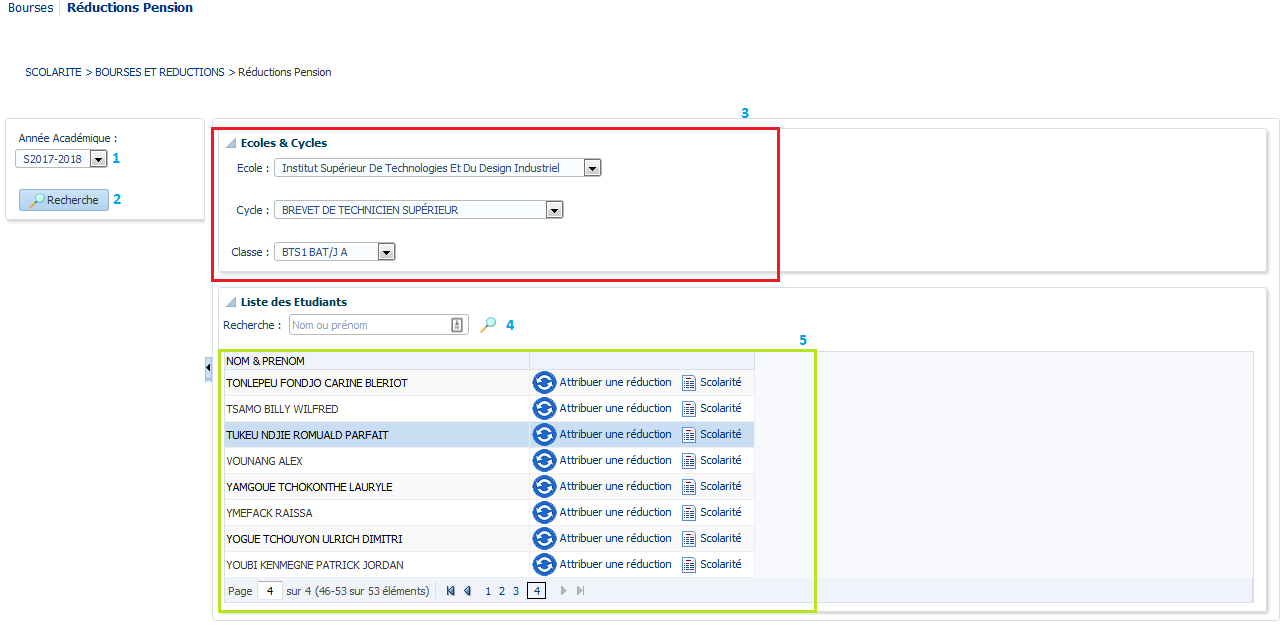 Bourses Réductions Pension
SCOLARITE > BOURSES ET REDUCTIONS > Réductions Pension
3
Année Académique :
S2017-2018 1
Recherche 2
Ecoles & Cycles
Ecole : Institut Supérieur De Technologies Et Du Design Industriel
Cycle : BREVET DE TECHNICIEN SUPÉRIEUR
Classe : BTS1 BAT/J A
Liste des Etudiants
Recherche : Nom ou prénom 4
5
NOM & PRENOM
TONLEPEU FONDJO CARINE BLERIOT Attribuer une réduction Scolarité
TSAMO BILLY WILFRED Attribuer une réduction Scolarité
TUKEU NDJIE ROMUALD PARFAIT Attribuer une réduction Scolarité
VOUNANG ALEX Attribuer une réduction Scolarité
YAMGOUE TCHOKONTHE LAURYLE Attribuer une réduction Scolarité
YMEFACK RAISSA Attribuer une réduction Scolarité
YOGUE TCHOUYON ULRICH DIMITRI Attribuer une réduction Scolarité
YOUBI KENMEGNE PATRICK JORDAN Attribuer une réduction Scolarité
Page 4 sur 4 (46-53 sur 53 éléments) 1 2 3 4